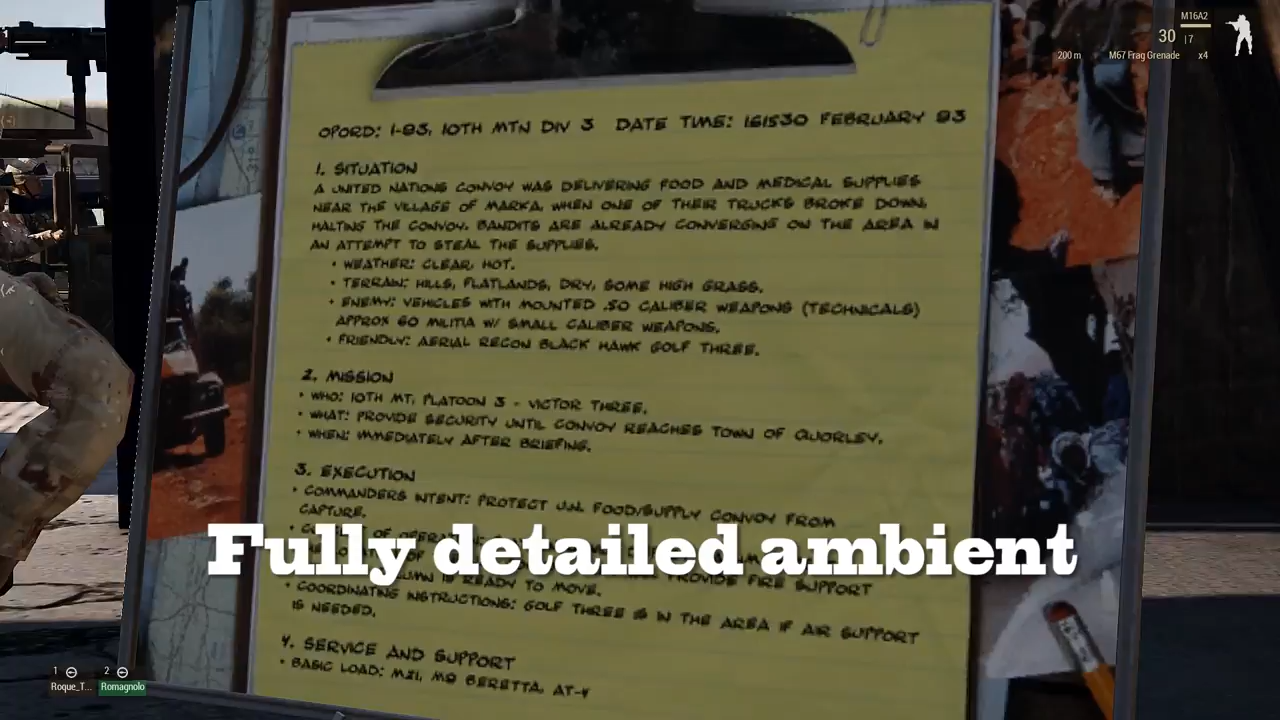 M16A2
30 | 7
200 m M67 Frag Grenade x4
OPORD: 1-93, 10TH MTN DIV 3 DATE TIME: 161530 FEBRUARY 93
1. SITUATION
A UNITED NATIONS CONVOY WAS DELIVERING FOOD AND MEDICAL SUPPLIES
NEAR THE VILLAGE OF MARKA, WHEN ONE OF THEIR TRUCKS BROKE DOWN,
HALTING THE CONVOY. BANDITS ARE ALREADY CONVERGING ON THE AREA IN
AN ATTEMPT TO STEAL THE SUPPLIES.
• WEATHER: CLEAR, HOT.
• TERRAIN: HILLS, FLATLANDS, DRY, SOME HIGH GRASS.
• ENEMY: VEHICLES WITH MOUNTED .50 CALIBER WEAPONS (TECHNICALS)
APPROX 60 MILITIA W/ SMALL CALIBER WEAPONS.
• FRIENDLY: AERIAL RECON BLACK HAWK GOLF THREE.
2. MISSION
• WHO: 10TH MT, PLATOON 3 - VICTOR THREE.
• WHAT: PROVIDE SECURITY UNTIL CONVOY REACHES TOWN OF QUORLEY.
• WHEN: IMMEDIATELY AFTER BRIEFING.
3. EXECUTION
• COMMANDERS INTENT: PROTECT U.N. FOOD/SUPPLY CONVOY FROM
CAPTURE.
Fully detailed ambient
PROVIDE FIRE SUPPORT
IS READY TO MOVE.
• COORDINATING INSTRUCTIONS: GOLF THREE IS IN THE AREA IF AIR SUPPORT
IS NEEDED.
4. SERVICE AND SUPPORT
• BASIC LOAD: M21, M9 BERETTA, AT-4
1 2
Roque_T... Romagnolo